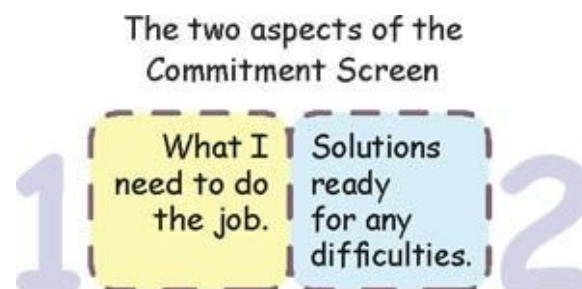 The two aspects of the
Commitment Screen
1
What I
need to do
the job.
Solutions
ready
for any
difficulties.
2